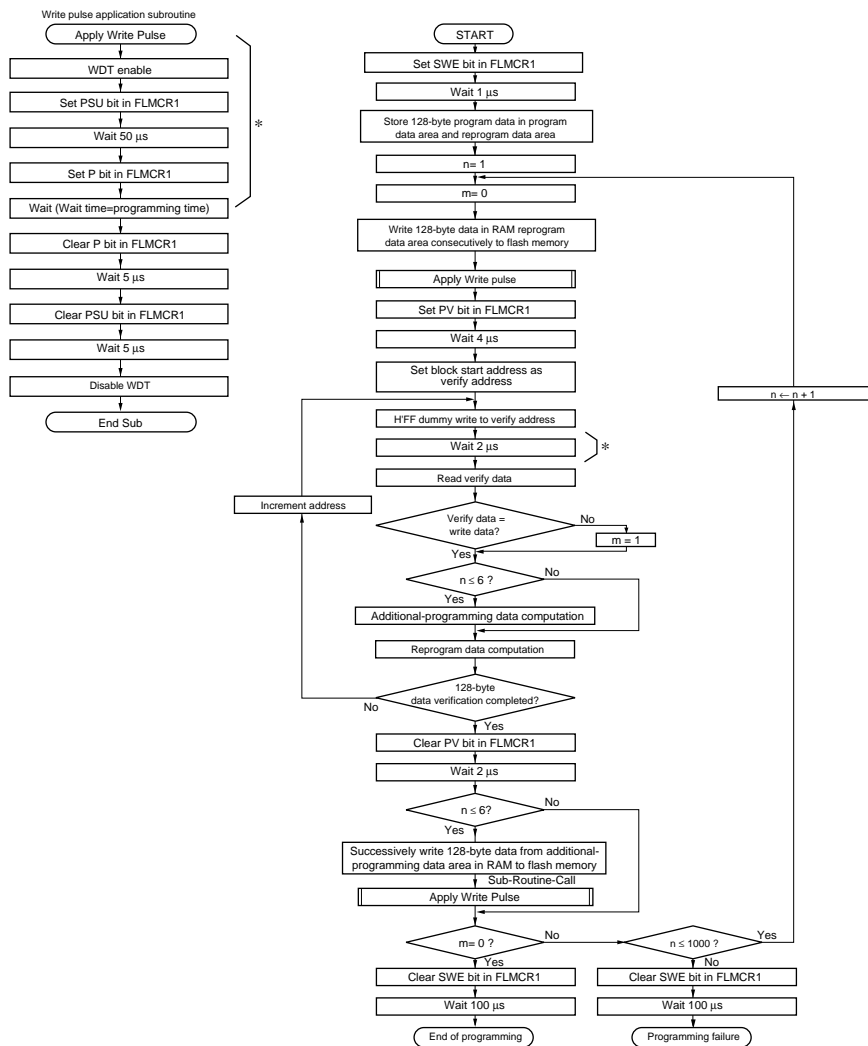 Write pulse application subroutine
Apply Write Pulse
WDT enable
Set PSU bit in FLMCR1
Wait 50 µs
*
Set P bit in FLMCR1
Wait (Wait time=programming time)
Clear P bit in FLMCR1
Wait 5 µs
Clear PSU bit in FLMCR1
Wait 5 µs
Disable WDT
End Sub
START
Set SWE bit in FLMCR1
Wait 1 µs
Store 128-byte program data in program
data area and reprogram data area
n= 1
m= 0
Write 128-byte data in RAM reprogram
data area consecutively to flash memory
Apply Write pulse
Set PV bit in FLMCR1
Wait 4 µs
Set block start address as
verify address
n ← n + 1
H'FF dummy write to verify address
Wait 2 µs
*
Read verify data
Increment address
Verify data =
write data?
No
m = 1
Yes
n ≤ 6 ?
No
Yes
Additional-programming data computation
Reprogram data computation
128-byte
data verification completed?
No
Yes
Clear PV bit in FLMCR1
Wait 2 µs
n ≤ 6?
No
Yes
Successively write 128-byte data from additional-
programming data area in RAM to flash memory
Sub-Routine-Call
Apply Write Pulse
m= 0 ?
No
n ≤ 1000 ?
Yes
Yes
No
Clear SWE bit in FLMCR1
Clear SWE bit in FLMCR1
Wait 100 µs
Wait 100 µs
End of programming
Programming failure